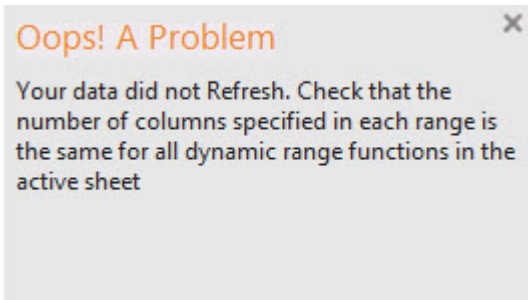 Oops! A Problem
Your data did not Refresh. Check that the
number of columns specified in each range is
the same for all dynamic range functions in the
active sheet